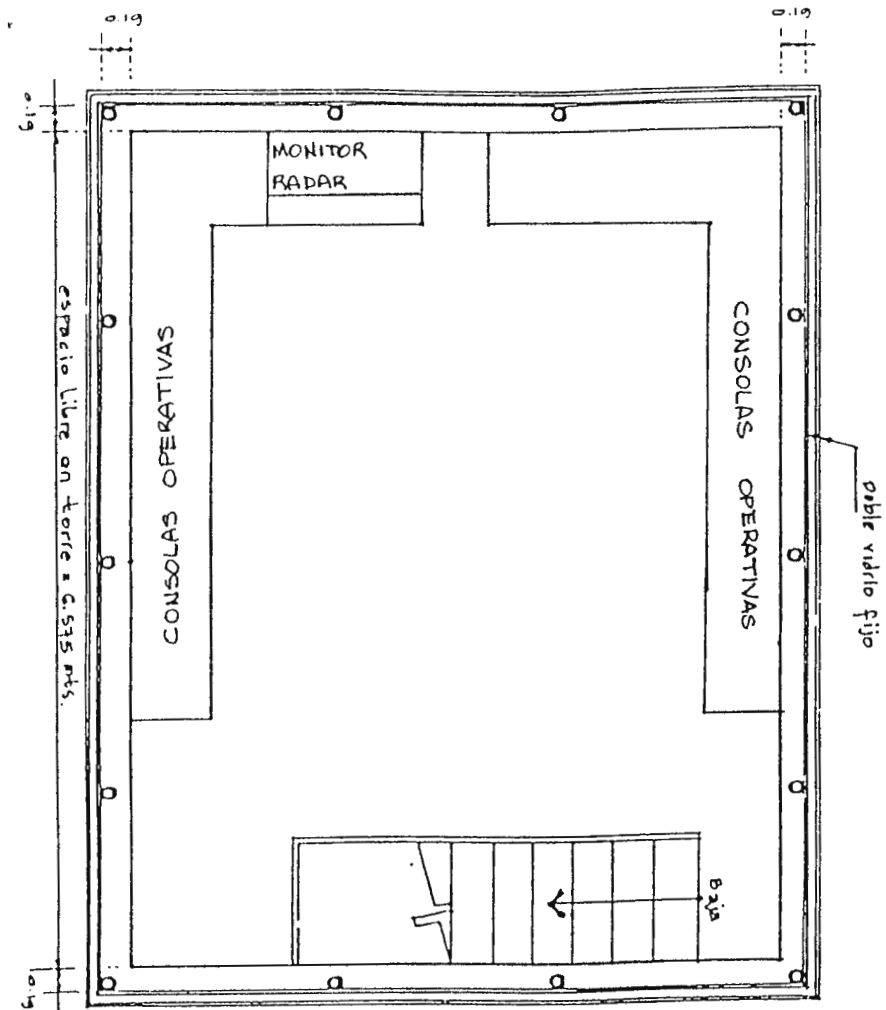 0.19
0.19
0.19
MONITOR
RADAR
CONSOLAS OPERATIVAS
CONSOLAS OPERATIVAS
doble vidrio fijo
espacio libre en torre = 6.575 mts.
Baja
0.19